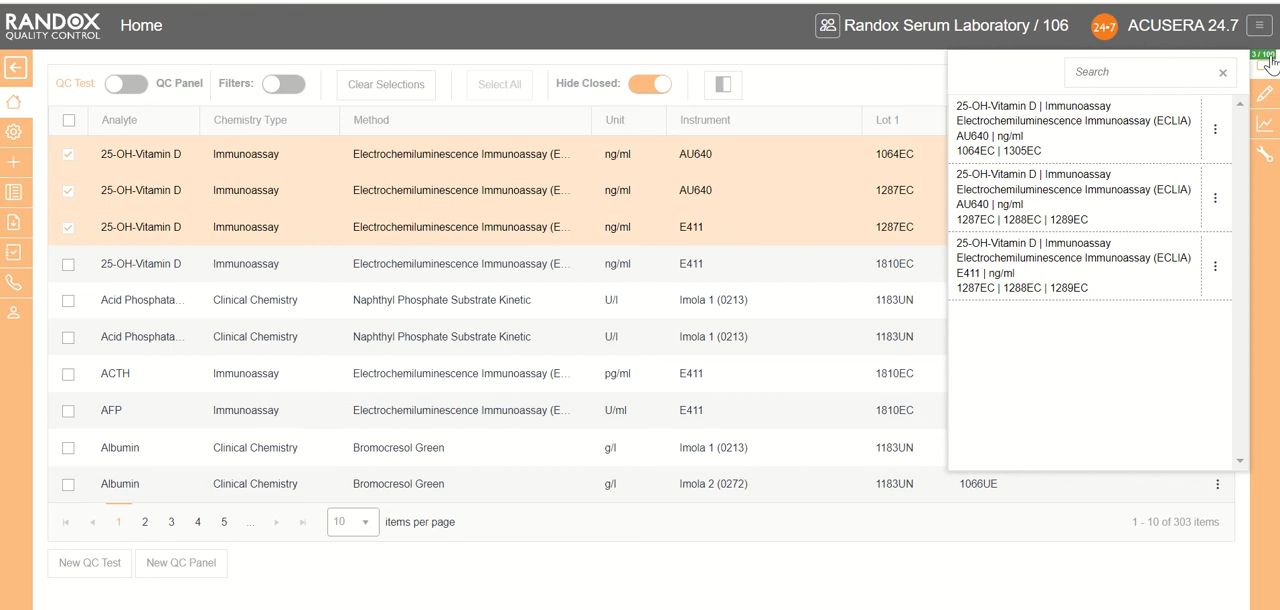 RANDOX
QUALITY CONTROL
Home
Randox Serum Laboratory / 106
24•7
ACUSERA 24.7
3 / 100
QC Test:
QC Panel
Filters:
Clear Selections
Select All
Hide Closed:
Search
Analyte Chemistry Type Method Unit Instrument Lot 1
25-OH-Vitamin D Immunoassay Electrochemiluminescence Immunoassay (E... ng/ml AU640 1064EC
25-OH-Vitamin D Immunoassay Electrochemiluminescence Immunoassay (E... ng/ml AU640 1287EC
25-OH-Vitamin D Immunoassay Electrochemiluminescence Immunoassay (E... ng/ml E411 1287EC
25-OH-Vitamin D Immunoassay Electrochemiluminescence Immunoassay (E... ng/ml E411 1810EC
Acid Phosphata... Clinical Chemistry Naphthyl Phosphate Substrate Kinetic U/l Imola 1 (0213) 1183UN
Acid Phosphata... Clinical Chemistry Naphthyl Phosphate Substrate Kinetic U/l Imola 1 (0213) 1183UN
ACTH Immunoassay Electrochemiluminescence Immunoassay (E... pg/ml E411 1810EC
AFP Immunoassay Electrochemiluminescence Immunoassay (E... U/ml E411 1810EC
Albumin Clinical Chemistry Bromocresol Green g/l Imola 1 (0213) 1183UN
Albumin Clinical Chemistry Bromocresol Green g/l Imola 2 (0272) 1183UN 1066UE
25-OH-Vitamin D | Immunoassay
Electrochemiluminescence Immunoassay (ECLIA)
AU640 | ng/ml
1064EC | 1305EC
25-OH-Vitamin D | Immunoassay
Electrochemiluminescence Immunoassay (ECLIA)
AU640 | ng/ml
1287EC | 1288EC | 1289EC
25-OH-Vitamin D | Immunoassay
Electrochemiluminescence Immunoassay (ECLIA)
E411 | ng/ml
1287EC | 1288EC | 1289EC
1 2 3 4 5 ... 10 items per page 1 - 10 of 303 items
New QC Test
New QC Panel